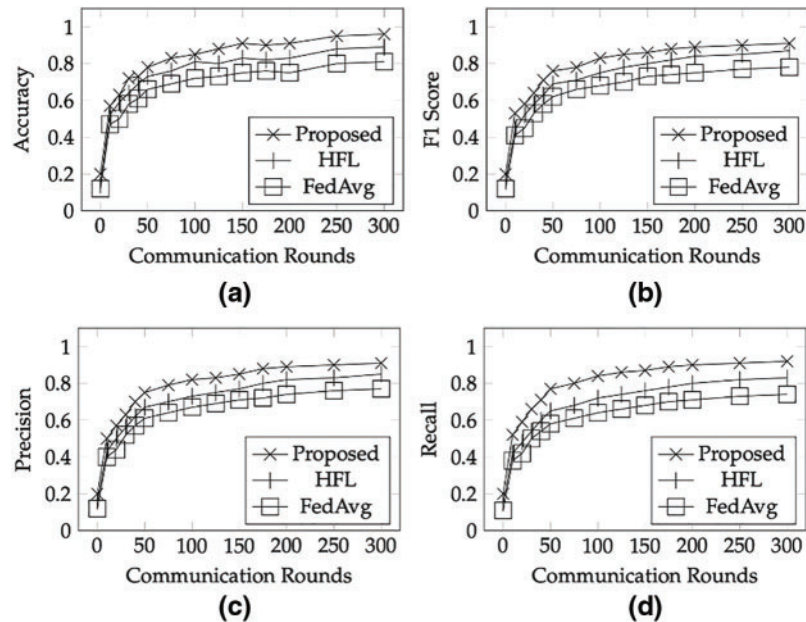 1
0.8
0.6
0.4
0.2
0
Accuracy
Proposed
HFL
FedAvg
0 50 100 150 200 250 300
Communication Rounds
(a)
1
0.8
0.6
0.4
0.2
0
F1 Score
Proposed
HFL
FedAvg
0 50 100 150 200 250 300
Communication Rounds
(b)
1
0.8
0.6
0.4
0.2
0
Precision
Proposed
HFL
FedAvg
0 50 100 150 200 250 300
Communication Rounds
(c)
1
0.8
0.6
0.4
0.2
0
Recall
Proposed
HFL
FedAvg
0 50 100 150 200 250 300
Communication Rounds
(d)